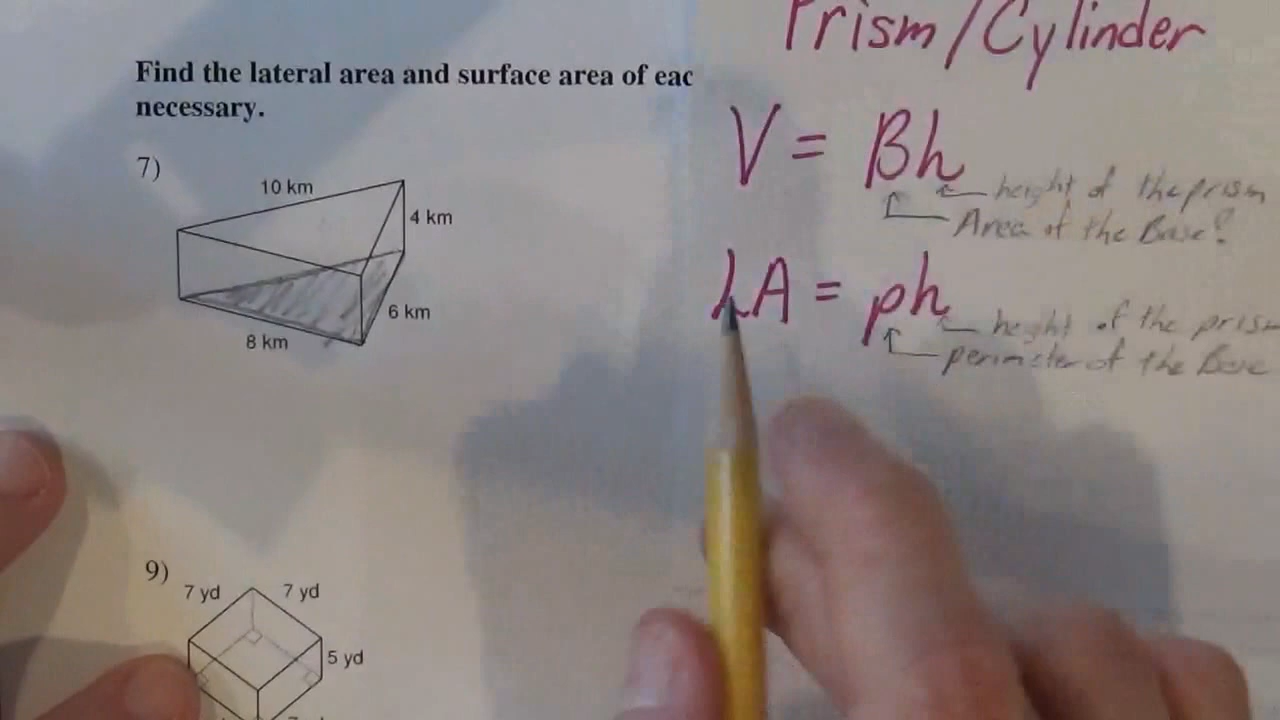 Find the lateral area and surface area of eac
necessary.
7)
10 km
4 km
6 km
8 km
9)
7 yd
7 yd
5 yd
Prism/Cylinder
V = Bh
height of the prism
Area of the Base?
LA = ph
height of the prism
perimeter of the Base